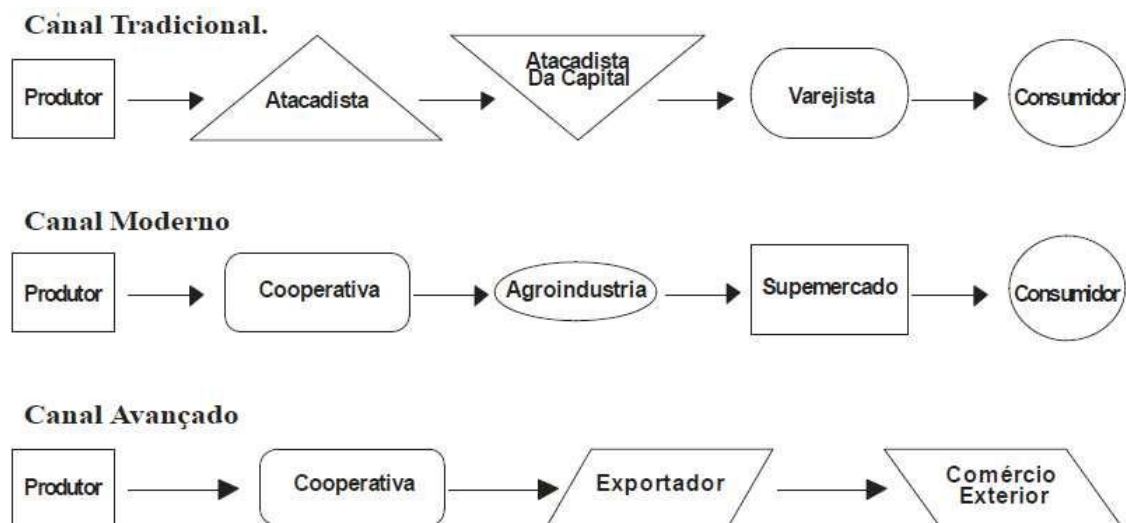 Canal Tradicional.
Produtor
Atacadista
Atacadista
Da Capital
Varejista
Consumidor
Canal Moderno
Produtor
Cooperativa
Agroindustria
Supemercado
Consumidor
Canal Avançado
Produtor
Cooperativa
Exportador
Comércio
Exterior